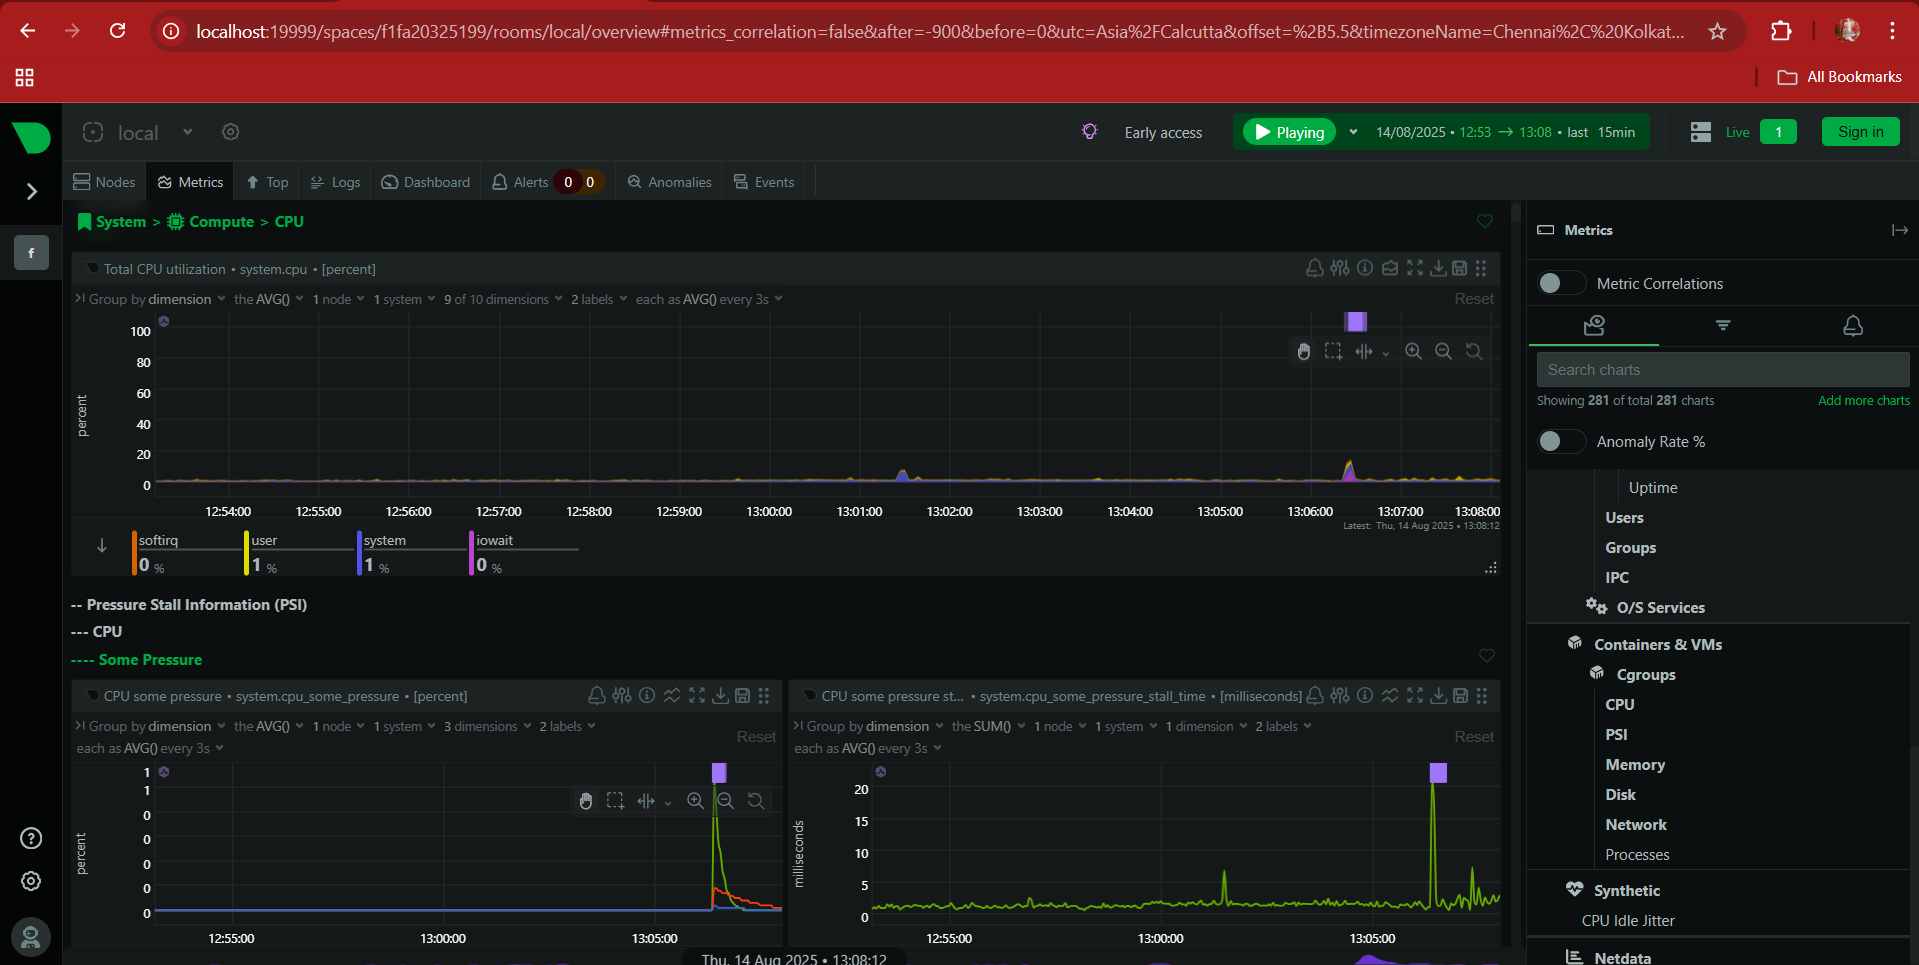 localhost:19999/spaces/f1fa20325199/rooms/local/overview#metrics_correlation=false&after=-900&before=0&utc=Asia%2FCalcutta&offset=%2B5.5&timezoneName=Chennai%2C%20Kolkat...
All Bookmarks
local
Early access
Playing
14/08/2025 • 12:53 → 13:08 • last 15min
Live
1
Sign in
Nodes
Metrics
Top
Logs
Dashboard
Alerts 0 0
Anomalies
Events
f
System > Compute > CPU
Total CPU utilization • system.cpu • [percent]
Group by dimension the AVG() 1 node 1 system 9 of 10 dimensions 2 labels each as AVG() every 3s
Reset
percent
100
80
60
40
20
0
12:54:00 12:55:00 12:56:00 12:57:00 12:58:00 12:59:00 13:00:00 13:01:00 13:02:00 13:03:00 13:04:00 13:05:00 13:06:00 13:07:00 13:08:00
Latest: Thu, 14 Aug 2025 • 13:08:12
softirq user system iowait
0 % 1 % 1 % 0 %
-- Pressure Stall Information (PSI)
--- CPU
---- Some Pressure
CPU some pressure • system.cpu_some_pressure • [percent]
Group by dimension the AVG() 1 node 1 system 3 dimensions 2 labels
each as AVG() every 3s
Reset
percent
1
1
0
0
0
0
0
12:55:00 13:00:00 13:05:00
CPU some pressure st... • system.cpu_some_pressure_stall_time • [milliseconds]
Group by dimension the SUM() 1 node 1 system 1 dimension 2 labels
each as AVG() every 3s
Reset
milliseconds
20
15
10
5
0
12:55:00 13:00:00 13:05:00
Thu, 14 Aug 2025 • 13:08:12
Metrics
Metric Correlations
Search charts
Showing 281 of total 281 charts
Add more charts
Anomaly Rate %
Uptime
Users
Groups
IPC
O/S Services
Containers & VMs
Cgroups
CPU
PSI
Memory
Disk
Network
Processes
Synthetic
CPU Idle Jitter
Netdata